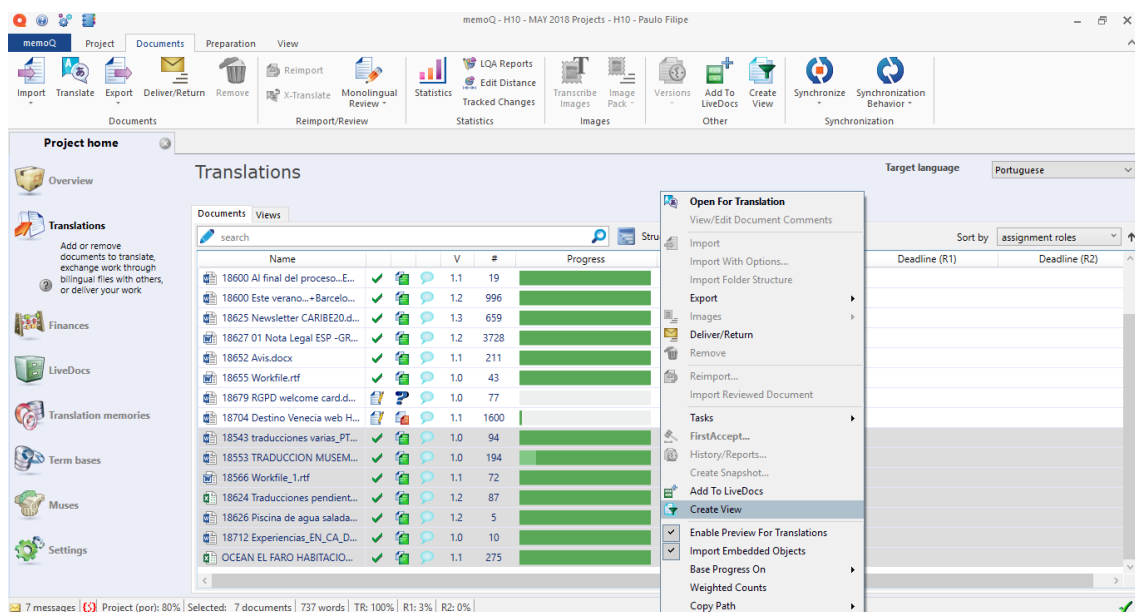 memoQ - H10 - MAY 2018 Projects - H10 - Paulo Filipe
memoQ Project Documents Preparation View
Import Translate Export Deliver/Return Remove
Reimport
X-Translate
Monolingual Review
Statistics
LQA Reports
Edit Distance
Tracked Changes
Transcribe Images
Image Pack
Versions
Add To LiveDocs
Create View
Synchronize
Synchronization Behavior
Documents Reimport/Review Statistics Images Other Synchronization
Project home
Overview
Translations
Add or remove
documents to translate,
exchange work through
bilingual files with others,
or deliver your work
Finances
LiveDocs
Translation memories
Term bases
Muses
Settings
Translations
Target language Portuguese
Documents Views
search
Stru
Sort by assignment roles
Name V # Progress Deadline (R1) Deadline (R2)
18600 Al final del proceso...E... 1.1 19
18600 Este verano...+Barcelo... 1.2 996
18625 Newsletter CARIBE20.d... 1.3 659
18627 01 Nota Legal ESP -GR,... 1.2 3728
18652 Avis.docx 1.1 211
18655 Workfile.rtf 1.0 43
18679 RGPD welcome card.d... 1.0 77
18704 Destino Venecia web H... 1.1 1600
18543 traducciones varias_PT... 1.0 94
18553 TRADUCCION MUSEM... 1.0 194
18566 Workfile_1.rtf 1.1 72
18624 Traducciones pendient... 1.2 87
18626 Piscina de agua salada... 1.2 5
18712 Experiencias_EN_CA_D... 1.0 10
OCEAN EL FARO HABITACIO... 1.1 275
Open For Translation
View/Edit Document Comments
Import
Import With Options...
Import Folder Structure
Export
Images
Deliver/Return
Remove
Reimport...
Import Reviewed Document
Tasks
FirstAccept...
History/Reports...
Create Snapshot...
Add To LiveDocs
Create View
Enable Preview For Translations
Import Embedded Objects
Base Progress On
Weighted Counts
Copy Path
7 messages Project (por): 80% Selected: 7 documents 737 words TR: 100% R1: 3% R2: 0%